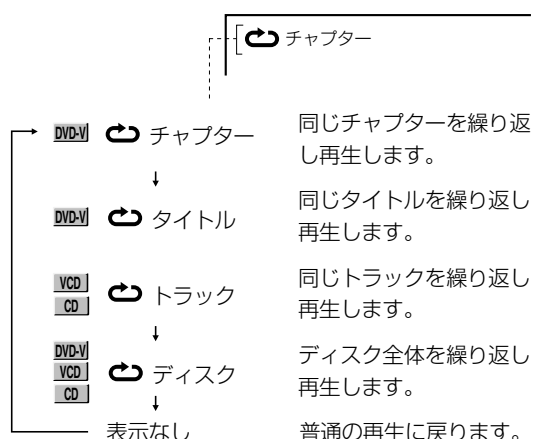 チャプター
DVD-V チャプター 同じチャプターを繰り返
し再生します。
DVD-V タイトル 同じタイトルを繰り返し
再生します。
VCD
CD トラック 同じトラックを繰り返し
再生します。
DVD-V
VCD
CD ディスク ディスク全体を繰り返し
再生します。
表示なし 普通の再生に戻ります。